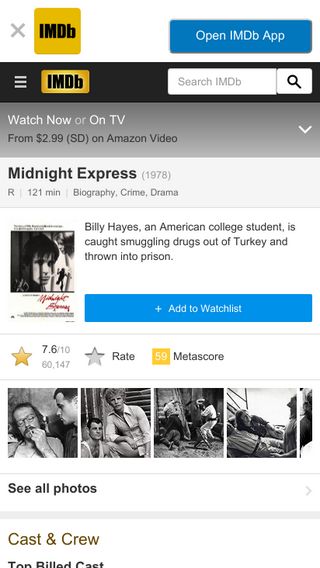 IMDb
Open IMDb App
IMDb
Search IMDb
Watch Now or On TV
From $2.99 (SD) on Amazon Video
Midnight Express (1978)
R | 121 min | Biography, Crime, Drama
Billy Hayes, an American college student, is
caught smuggling drugs out of Turkey and
thrown into prison.
Midnight
Express
+ Add to Watchlist
7.6/10
60,147
Rate
59 Metascore
See all photos
Cast & Crew
Top Billed Cast